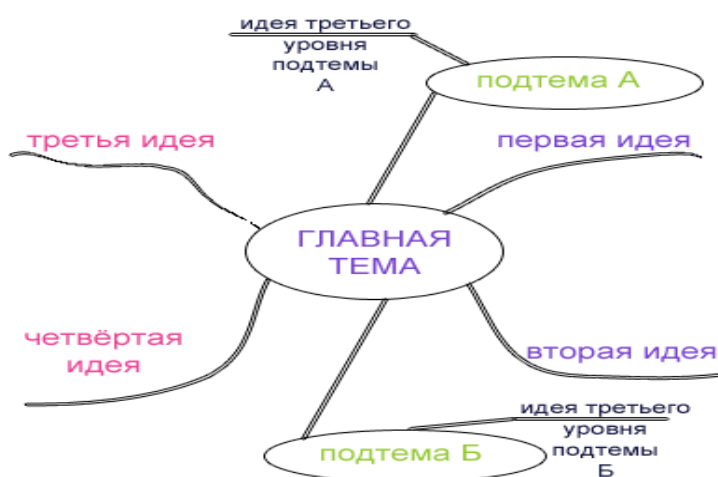 идея третьего
уровня
подтемы
А
подтема А
третья идея
первая идея
ГЛАВНАЯ
ТЕМА
четвёртая
идея
вторая идея
идея третьего
уровня
подтемы
Б
подтема Б